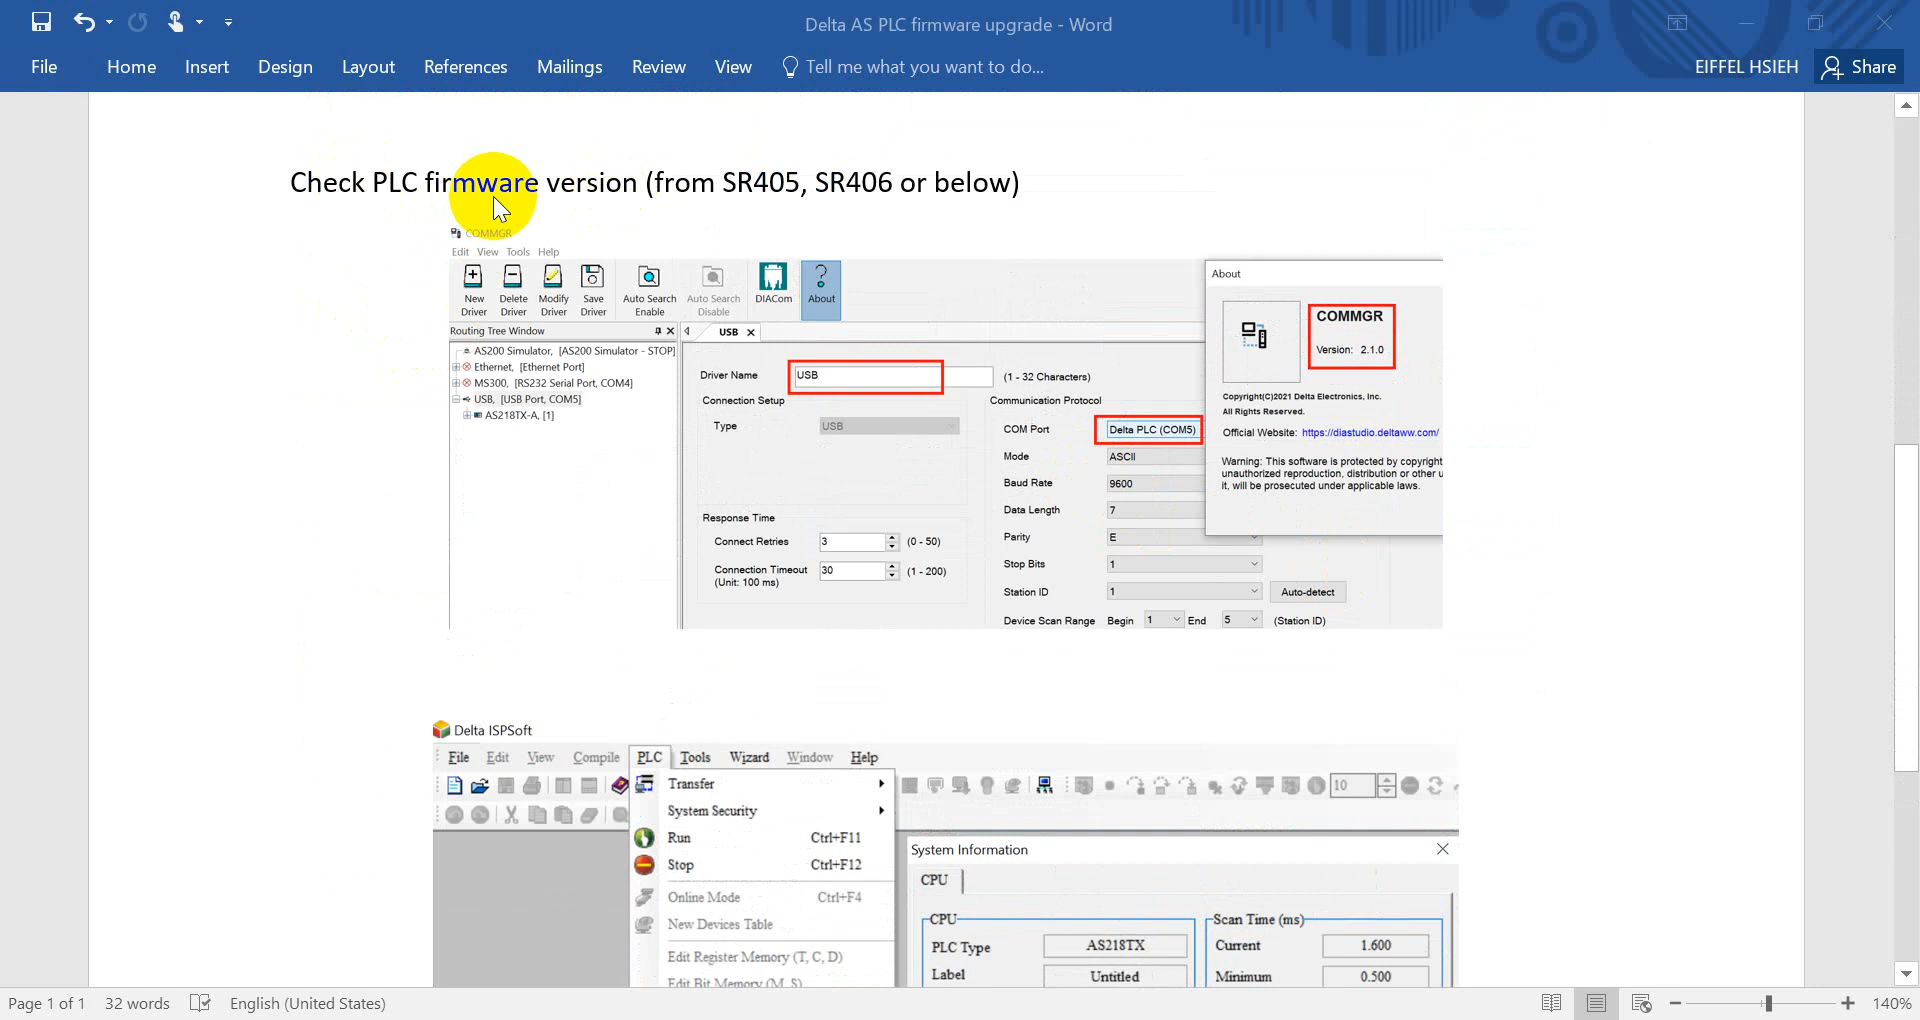 Delta AS PLC firmware upgrade - Word
File Home Insert Design Layout References Mailings Review View Tell me what you want to do... EIFFEL HSIEH Share
Check PLC firmware version (from SR405, SR406 or below)
COMMGR
Edit View Tools Help
New Driver
Delete Driver
Modify Driver
Save Driver
Auto Search Enable
Auto Search Disable
DIACom
About
Routing Tree Window
USB
AS200 Simulator, [AS200 Simulator - STOP]
Ethernet, [Ethernet Port]
MS300, [RS232 Serial Port, COM4]
USB, [USB Port, COM5]
AS218TX-A, [1]
Driver Name USB (1 - 32 Characters)
Connection Setup
Type USB
Response Time
Connect Retries 3 (0 - 50)
Connection Timeout 30 (1 - 200)
(Unit: 100 ms)
Communication Protocol
COM Port Delta PLC (COM5)
Mode ASCII
Baud Rate 9600
Data Length 7
Parity E
Stop Bits 1
Station ID 1 Auto-detect
Device Scan Range Begin 1 End 5 (Station ID)
About
COMMGR
Version: 2.1.0
Copyright(C)2021 Delta Electronics, Inc.
All Rights Reserved.
Official Website: https://diastudio.deltaww.com/
Warning: This software is protected by copyright
unauthorized reproduction, distribution or other u
it, will be prosecuted under applicable laws.
Delta ISPSoft
File Edit View Compile PLC Tools Wizard Window Help
Transfer
10
System Security
Run Ctrl+F11
Stop Ctrl+F12
Online Mode Ctrl+F4
New Devices Table
Edit Register Memory (T, C, D)
Edit Bit Memory (M, S)
System Information
CPU
CPU
PLC Type AS218TX
Label Untitled
Scan Time (ms)
Current 1.600
Minimum 0.500
Page 1 of 1 32 words English (United States) 140%